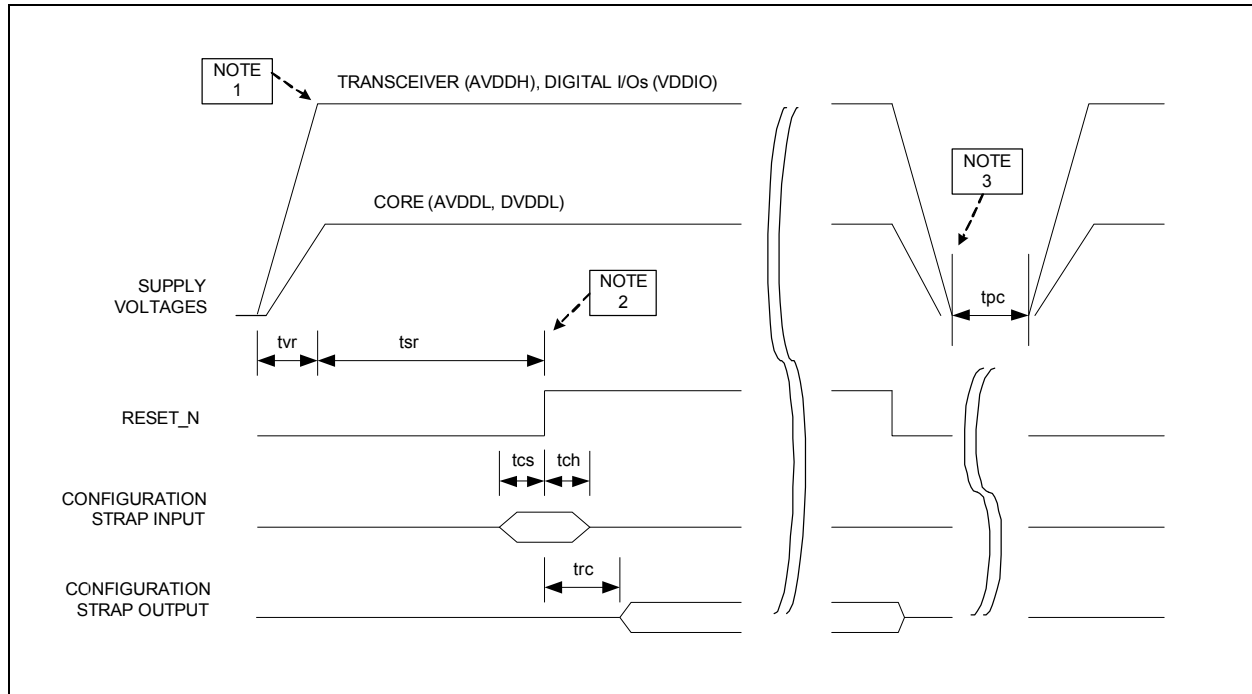 NOTE
1
TRANSCEIVER (AVDDH), DIGITAL I/Os (VDDIO)
NOTE
3
CORE (AVDDL, DVDDL)
SUPPLY
VOLTAGES
NOTE
2
tpc
tvr
tsr
RESET_N
tcs
tch
CONFIGURATION
STRAP INPUT
trc
CONFIGURATION
STRAP OUTPUT